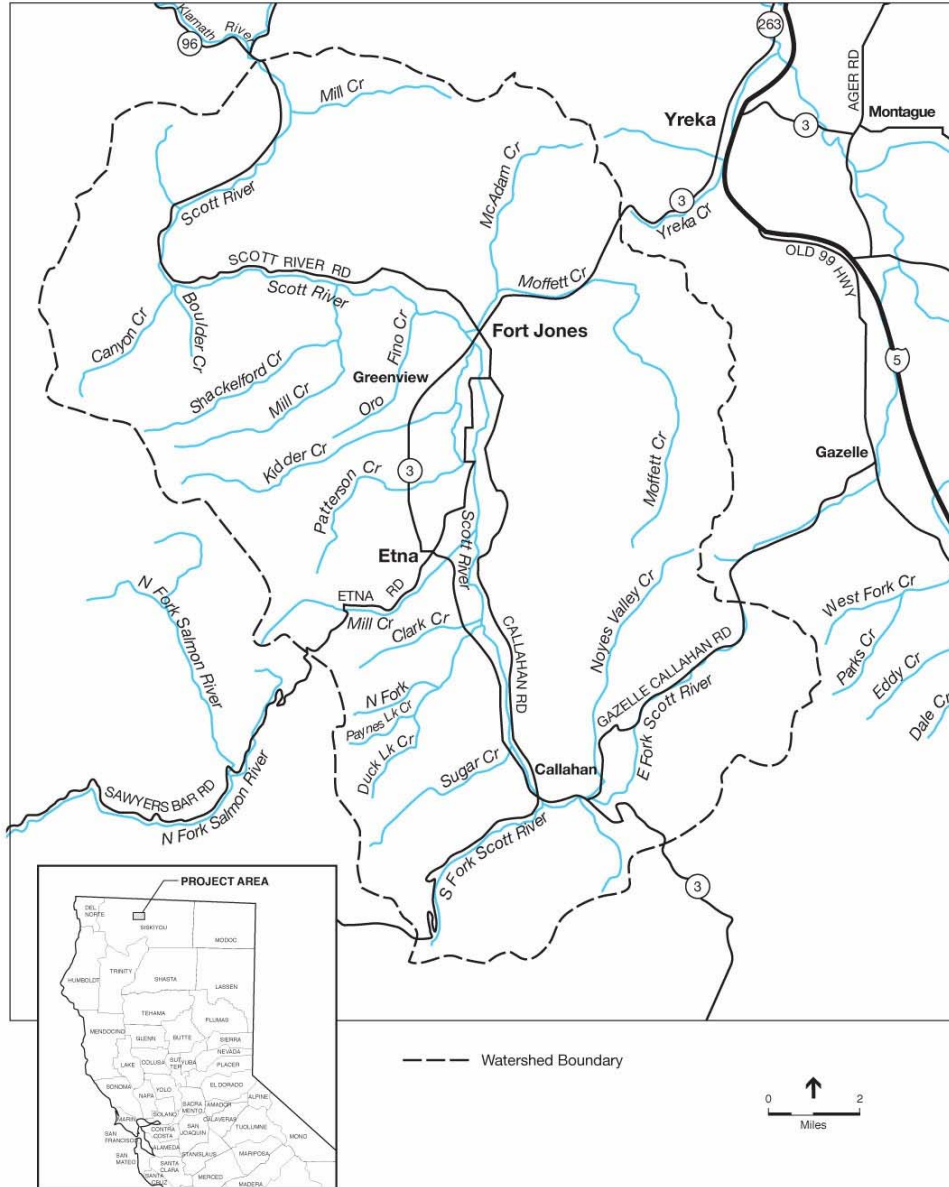 Klamath River
96
263
Mill Cr
AGER RD
Montague
Yreka
3
McAdam Cr
3
Yreka Cr
Scott River
SCOTT RIVER RD
Scott River
Moffett Cr
OLD 99 HWY
Canyon Cr
Boulder Cr
Fino Cr
Fort Jones
5
Shackelford Cr
Greenview
Mill Cr
Oro
Kidder Cr
3
Patterson Cr
Moffett Cr
Gazelle
Scott River
Etna
N Fork Salmon River
ETNA RD
Mill Cr
Clark Cr
CALLAHAN RD
Noyes Valley Cr
West Fork Cr
Parks Cr
Eddy Cr
Dale Cr
GAZELLE CALLAHAN RD
E Fork Scott River
N Fork
Paynes Lk Cr
Duck Lk Cr
Sugar Cr
Callahan
SAWYERS BAR RD
N Fork Salmon River
S Fork Scott River
3
PROJECT AREA
DEL
NORTE
SISKIYOU
MODOC
HUMBOLDT
TRINITY
SHASTA
LASSEN
TEHAMA
PLUMAS
MENDOCINO
GLENN
BUTTE
SIERRA
NEVADA
LAKE
COLUSA
SUT
TER
YUBA
PLACER
SONOMA
NAPA
YOLO
EL DORADO
ALPINE
SACRA
MENTO
AMADOR
MARIN
SOLANO
CALAVERAS
SAN
FRANCISCO
CONTRA
COSTA
SAN
JOAQUIN
TUOLUMNE
MONO
ALAMEDA
SAN
MATEO
STANISLAUS
MARIPOSA
SANTA
CLARA
SANTA
CRUZ
MERCED
MADERA
Watershed Boundary
0 2
Miles